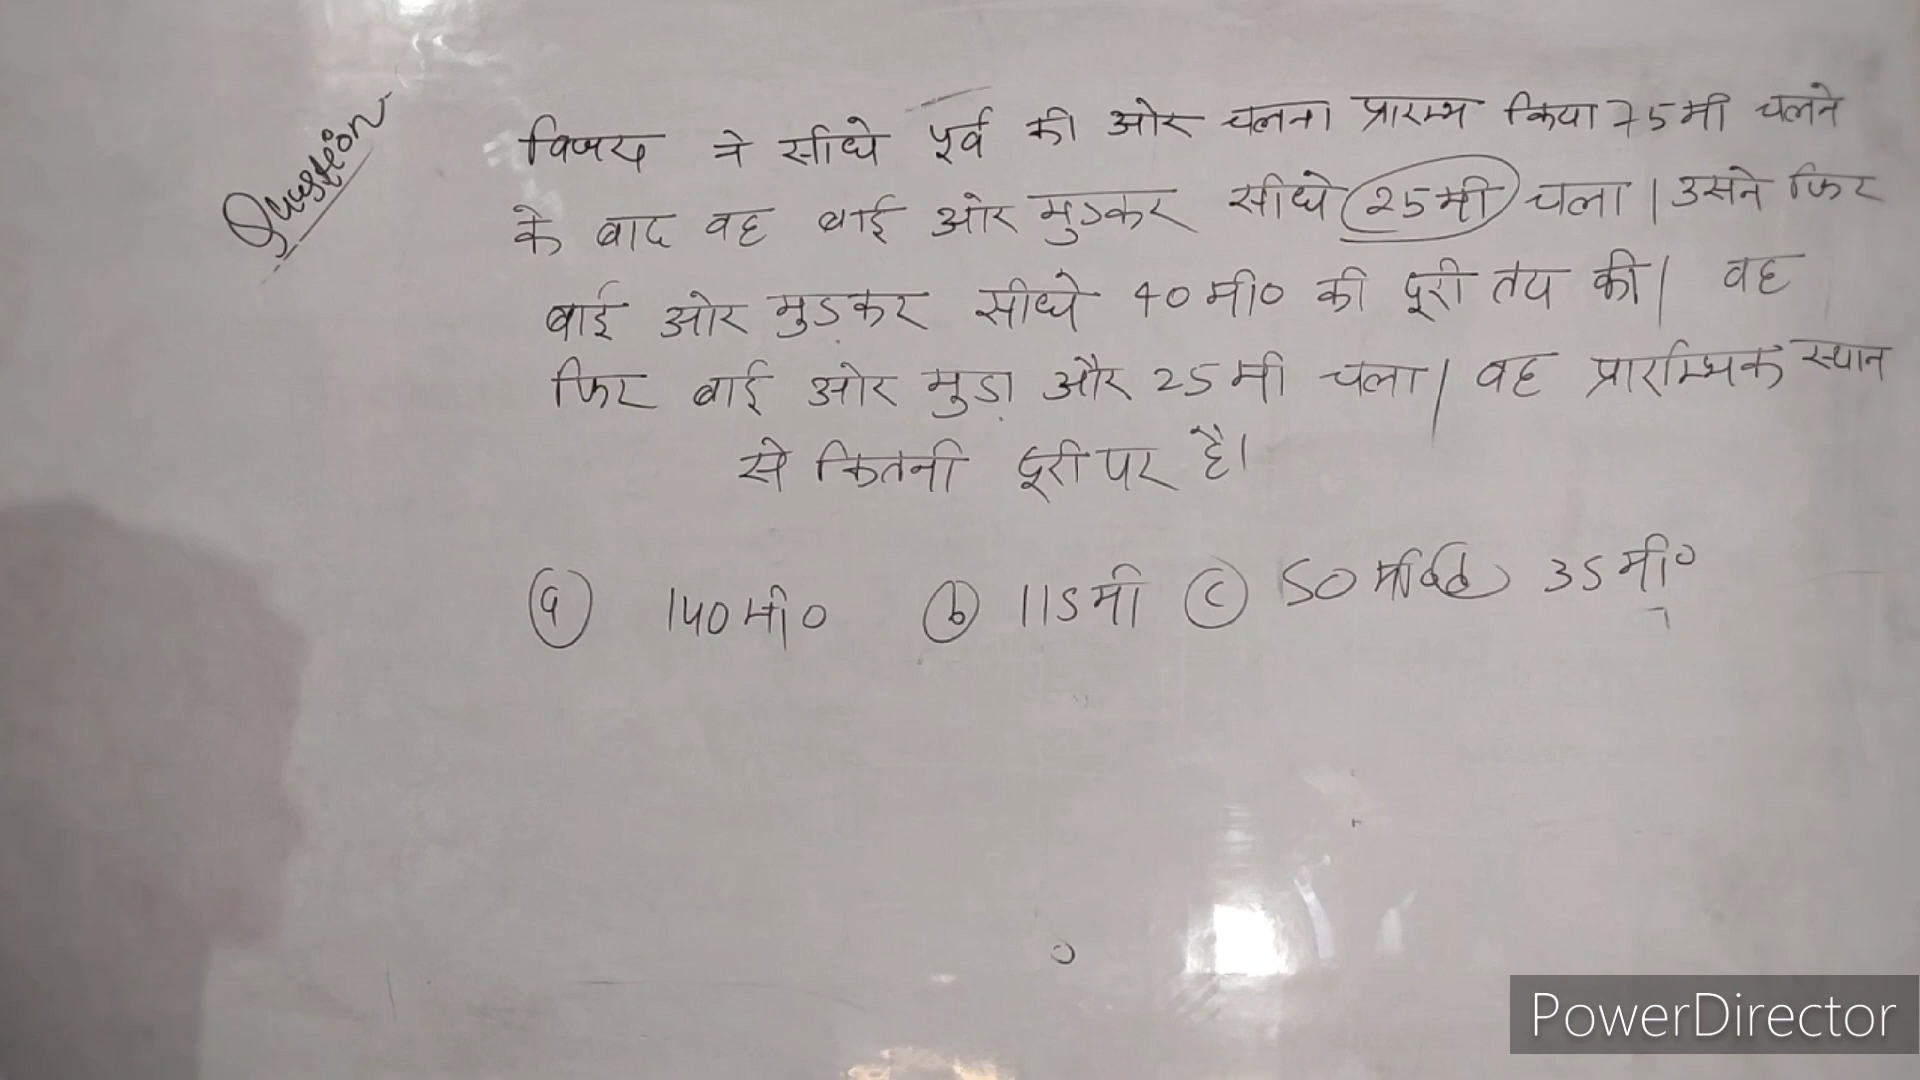 Question
विजय ने सीधे पूर्व की ओर चलना प्रारम्भ किया 75 मी चलने
के बाद वह बाई ओर मुडकर सीधे 25 मी चला। उसने फिर
बाई ओर मुड़कर सीधे 40 मी० की दूरी तय की। वह
फिर बाई ओर मुड़ा और 25 मी चला। वह प्रारम्भिक स्थान
से कितनी दूरी पर है।
(a) 140 मी० (b) 115 मी (c) 50 मी (d) 35 मी०
PowerDirector